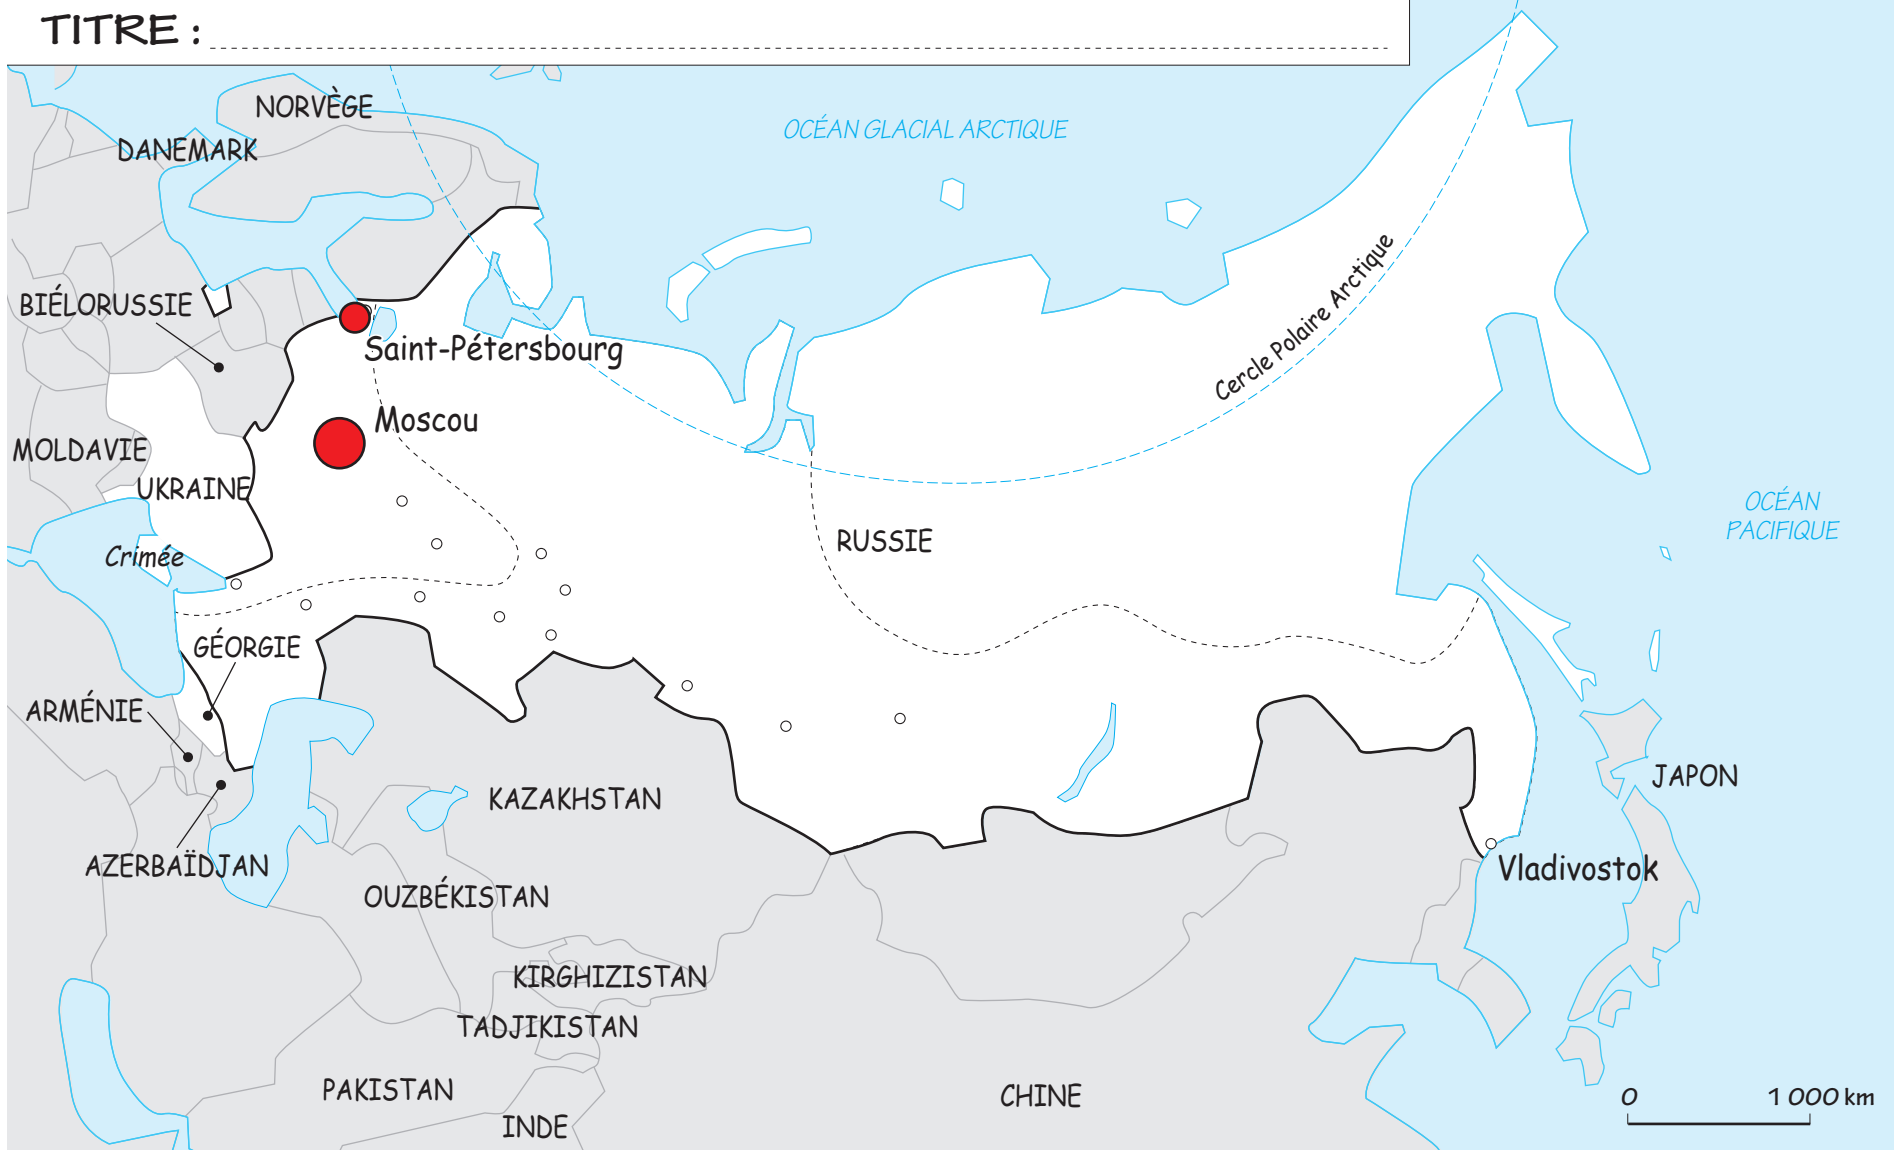 TITRE :
NORVÈGE
OCÉAN GLACIAL ARCTIQUE
DANEMARK
Cercle Polaire Arctique
BIÉLORUSSIE
Saint-Pétersbourg
Moscou
MOLDAVIE
UKRAINE
OCÉAN
PACIFIQUE
RUSSIE
Crimée
GÉORGIE
ARMÉNIE
JAPON
KAZAKHSTAN
AZERBAÏDJAN
Vladivostok
OUZBÉKISTAN
KIRGHIZISTAN
TADJIKISTAN
PAKISTAN
CHINE
INDE
0 1 000 km